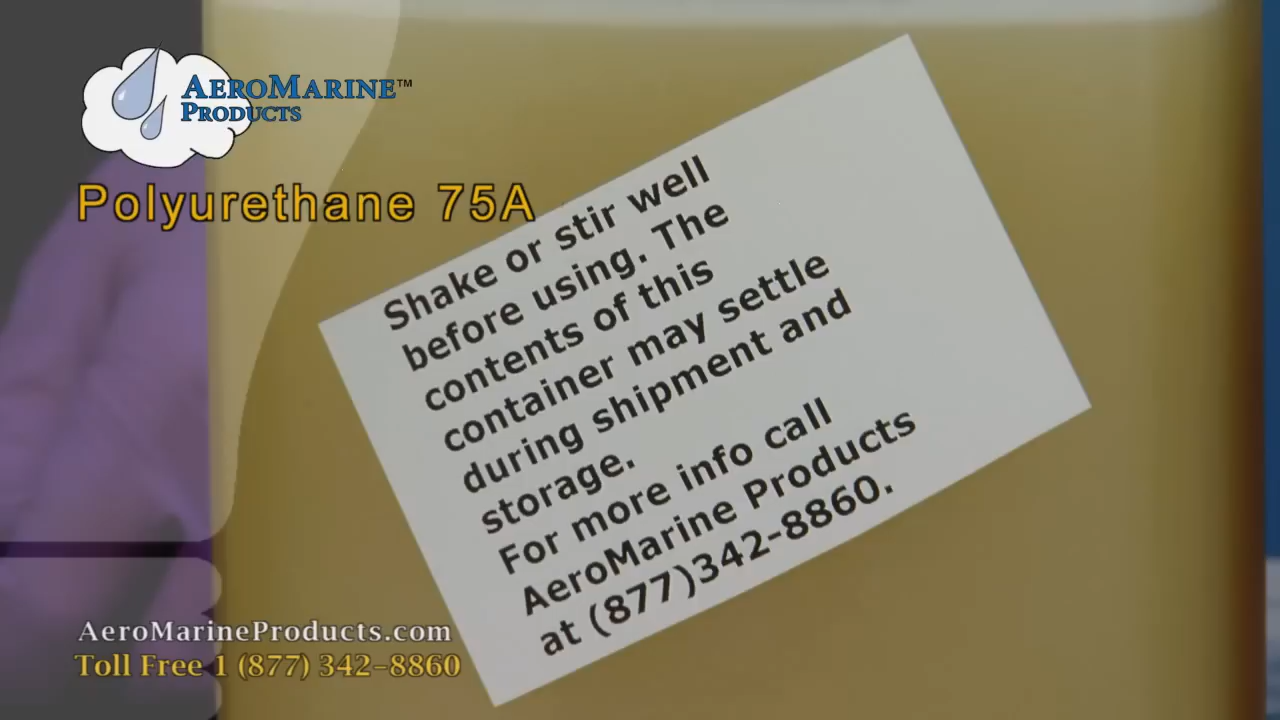 AEROMARINE™
PRODUCTS
Polyurethane 75A
Shake or stir well
before using. The
contents of this
container may settle
during shipment and
storage.
For more info call
AeroMarine Products
at (877)342-8860.
AeroMarineProducts.com
Toll Free 1 (877) 342-8860